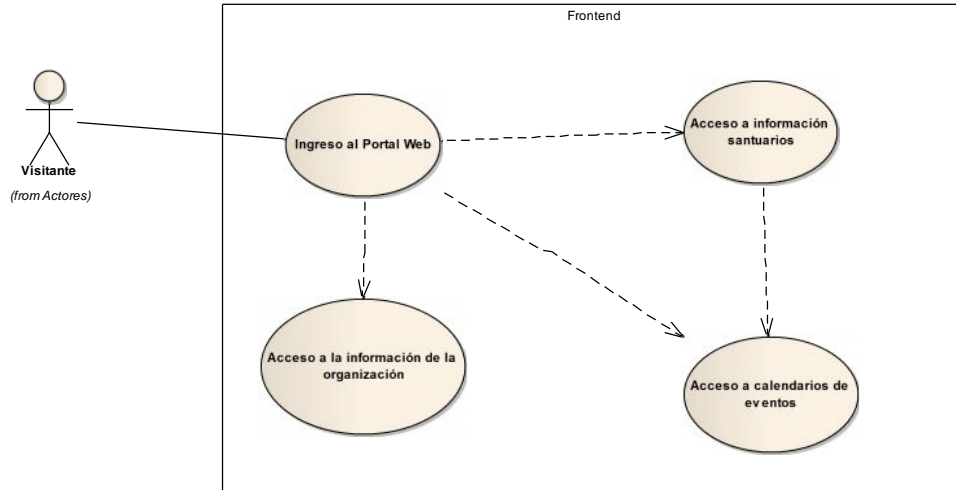 Frontend
Visitante
(from Actores)
Ingreso al Portal Web
Acceso a información
santuarios
Acceso a la información de la
organización
Acceso a calendarios de
eventos